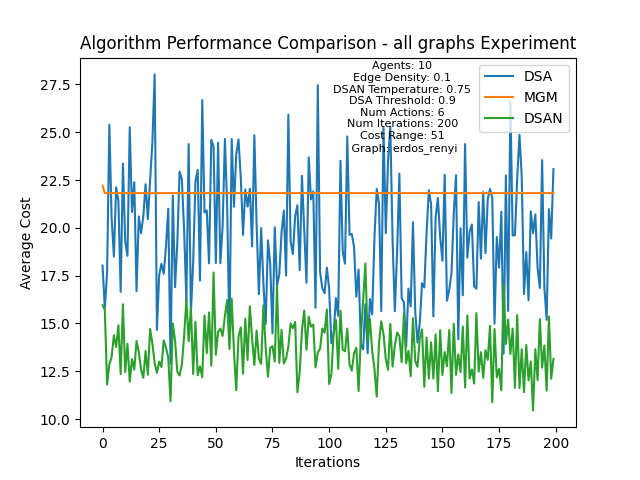 Algorithm Performance Comparison - all graphs Experiment
Agents: 10
Edge Density: 0.1
DSAN Temperature: 0.75
DSA Threshold: 0.9
Num Actions: 6
Num Iterations: 200
Cost Range: 51
Graph: erdos_renyi
DSA
MGM
DSAN
27.5
25.0
22.5
20.0
17.5
15.0
12.5
10.0
Average Cost
0 25 50 75 100 125 150 175 200
Iterations